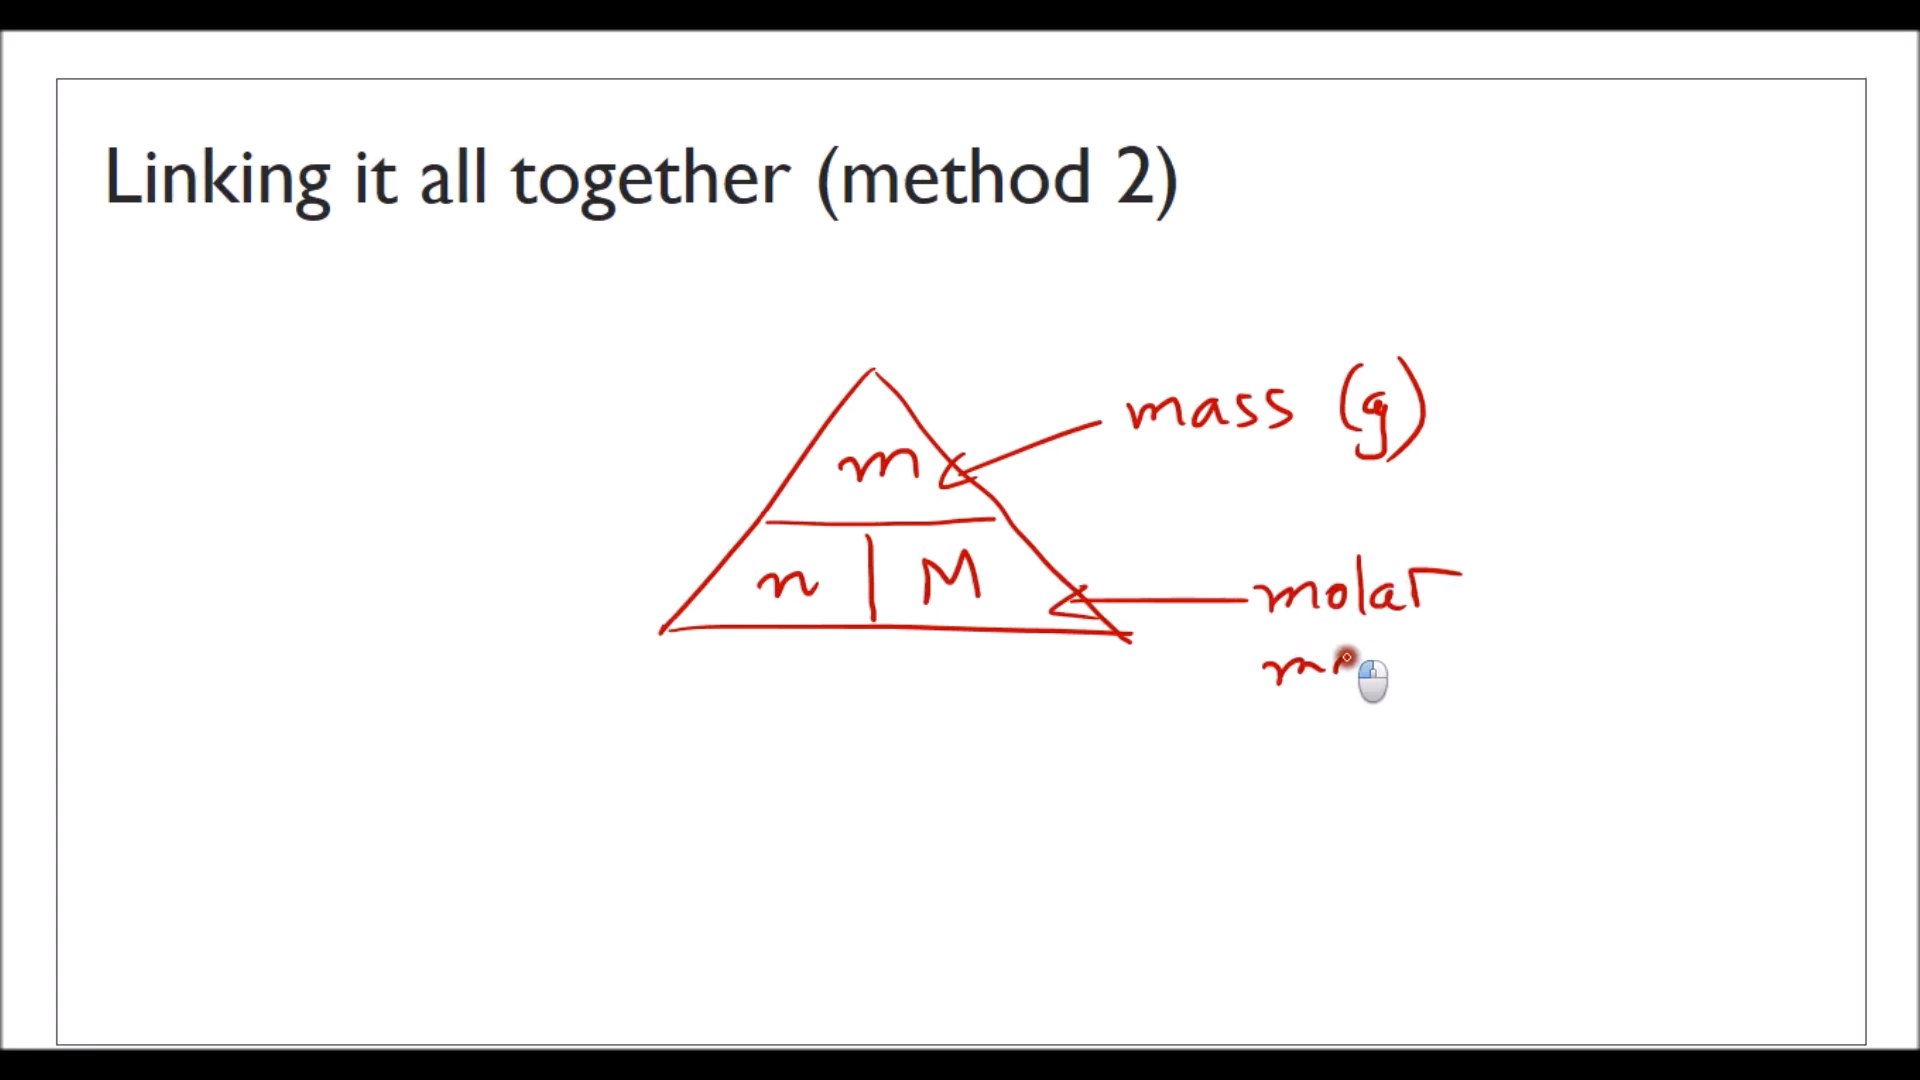 Linking it all together (method 2)
mass (g)
m
n | M
molar
m